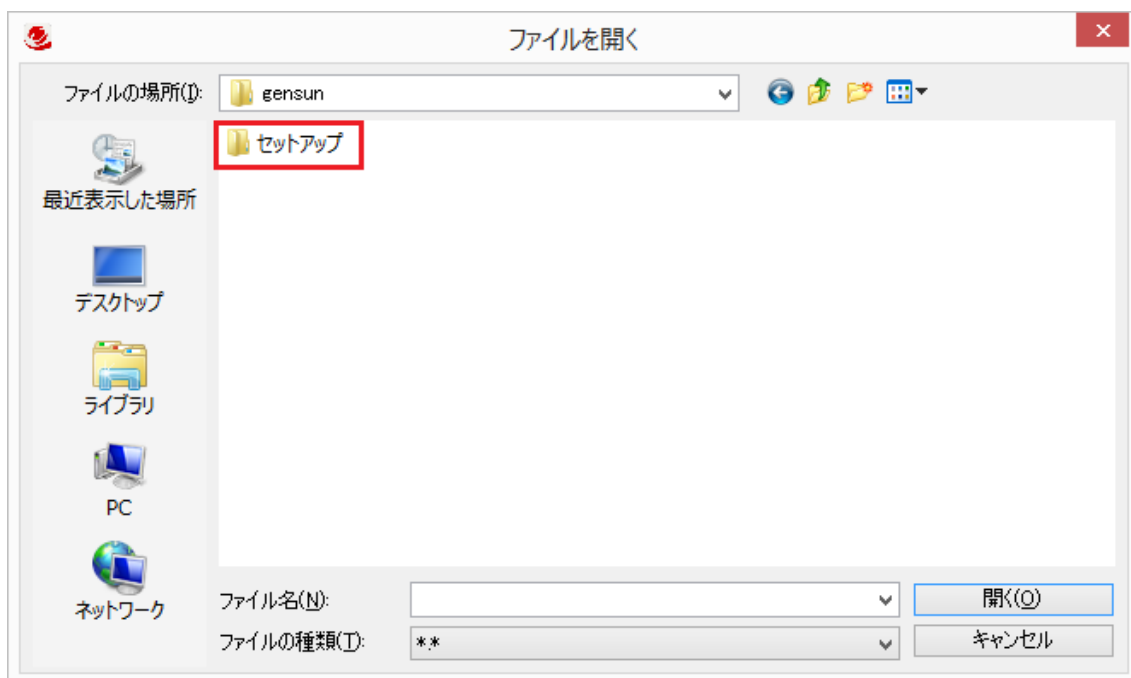 ファイルを開く
ファイルの場所(I):
gensun
セットアップ
最近表示した場所
デスクトップ
ライブラリ
PC
ネットワーク
ファイル名(N):
開く(O)
ファイルの種類(T):
*.*
キャンセル